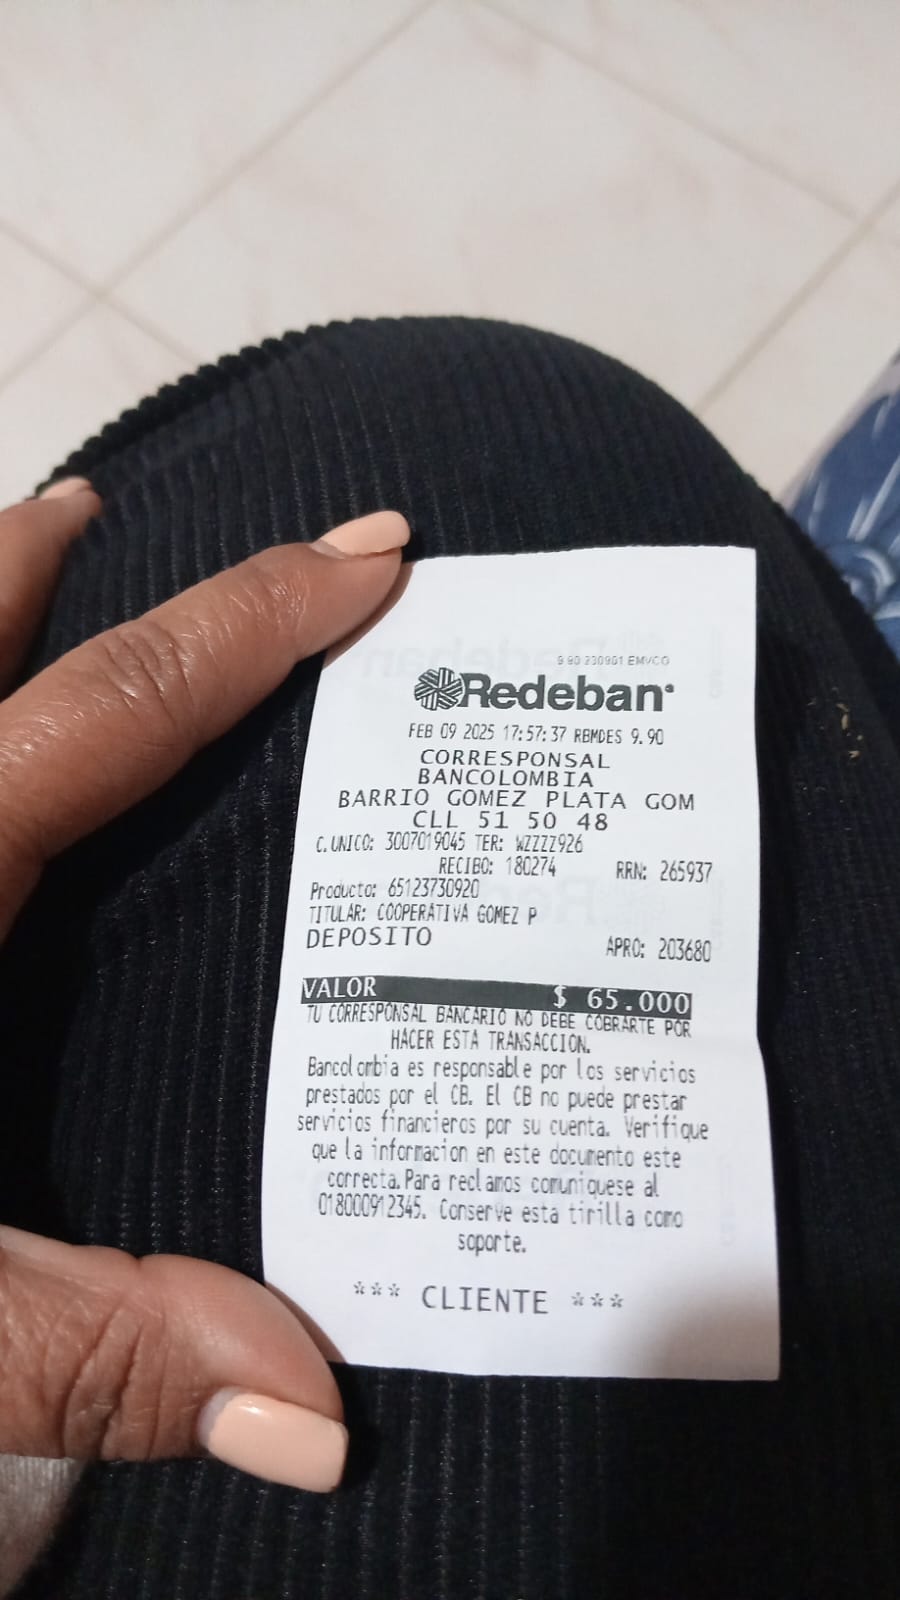 9 90 230901 EMVCO
Redeban
FEB 09 2025 17:57:37 RBMDES 9.90
CORRESPONSAL
BANCOLOMBIA
BARRIO GOMEZ PLATA GOM
CLL 51 50 48
C.UNICO: 3007019045 TER: WZZZZ926
RECIBO: 180274 RRN: 265937
Producto: 65123730920
TITULAR: COOPERATIVA GOMEZ P
DEPOSITO APRO: 203680
VALOR $ 65.000
TU CORRESPONSAL BANCARIO NO DEBE COBRARTE POR
HACER ESTA TRANSACCION.
Bancolombia es responsable por los servicios
prestados por el CB. El CB no puede prestar
servicios financieros por su cuenta. Verifique
que la informacion en este documento este
correcta.Para reclamos comuniquese al
018000912345. Conserve esta tirilla como
soporte.
*** CLIENTE ***